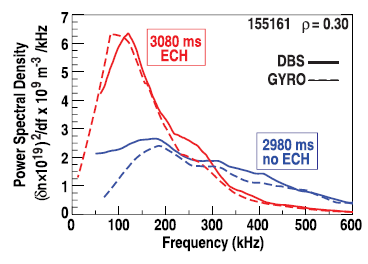 155161 ρ=0.30
DBS
GYRO
3080 ms
ECH
2980 ms
no ECH
Power Spectral Density
(δn×10¹⁹)²/df x 10⁹ m⁻³ /kHz
7
6
5
4
3
2
1
0
0 100 200 300 400 500 600
Frequency (kHz)